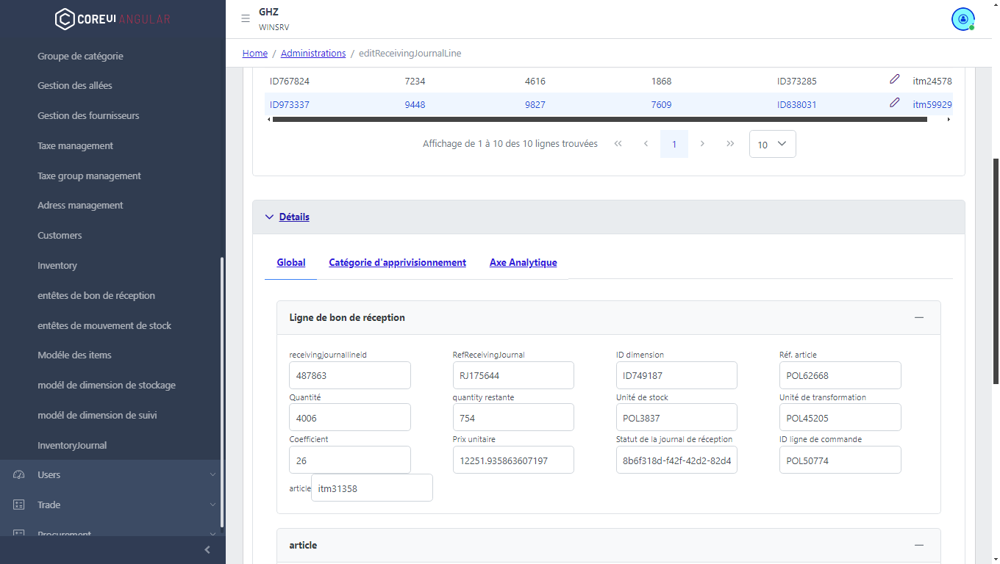 COREUI ANGULAR
Groupe de catégorie
Gestion des allées
Gestion des fournisseurs
Taxe management
Taxe group management
Adress management
Customers
Inventory
entêtes de bon de réception
entêtes de mouvement de stock
Modéle des items
modél de dimension de stockage
modél de dimension de suivi
InventoryJournal
Users
Trade
Procurement
GHZ
WINSRV
Home / Administrations / editReceivingJournalLine
ID767824 7234 4616 1868 ID373285 itm24578
ID973337 9448 9827 7609 ID838031 itm59929
Affichage de 1 à 10 des 10 lignes trouvées 1 10
Détails
Global Catégorie d'apprivisionnement Axe Analytique
Ligne de bon de réception
receivingjournallineid RefReceivingJournal ID dimension Réf. article
487863 RJ175644 ID749187 POL62668
Quantité quantity restante Unité de stock Unité de transformation
4006 754 POL3837 POL45205
Coefficient Prix unitaire Statut de la journal de réception ID ligne de commande
26 12251.935863607197 8b6f318d-f42f-42d2-82d4 POL50774
article itm31358
article